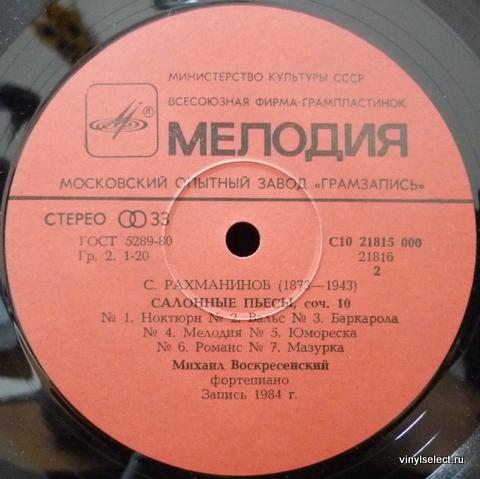 МИНИСТЕРСТВО КУЛЬТУРЫ СССР
ВСЕСОЮЗНАЯ ФИРМА·ГРАМПЛАСТИНОК
МЕЛОДИЯ
МОСКОВСКИЙ ОПЫТНЫЙ ЗАВОД «ГРАМЗАПИСЬ»
СТЕРЕО 33
ГОСТ 5289-80
Гр. 2. 1-20
С10 21815 000
21816
2
С. РАХМАНИНОВ (1873—1943)
САЛОННЫЕ ПЬЕСЫ, соч. 10
№ 1. Ноктюрн № 2. Вальс № 3. Баркарола
№ 4. Мелодия № 5. Юмореска
№ 6. Романс № 7. Мазурка
Михаил Воскресенский
фортепиано
Запись 1984 г.
vinylselect.ru